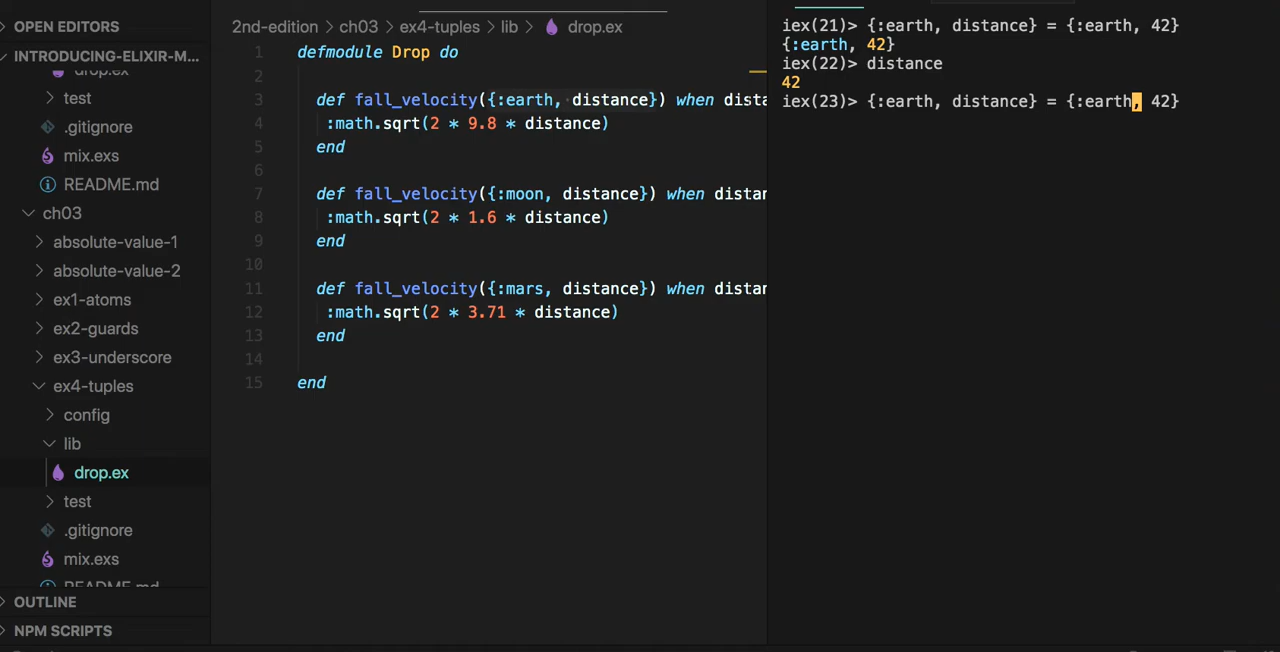 OPEN EDITORS
INTRODUCING-ELIXIR-M...
drop.ex
test
.gitignore
mix.exs
README.md
ch03
absolute-value-1
absolute-value-2
ex1-atoms
ex2-guards
ex3-underscore
ex4-tuples
config
lib
drop.ex
test
.gitignore
mix.exs
README.md
OUTLINE
NPM SCRIPTS
2nd-edition > ch03 > ex4-tuples > lib > drop.ex
1 defmodule Drop do
2
3 def fall_velocity({:earth, distance}) when dista
4 :math.sqrt(2 * 9.8 * distance)
5 end
6
7 def fall_velocity({:moon, distance}) when distan
8 :math.sqrt(2 * 1.6 * distance)
9 end
10
11 def fall_velocity({:mars, distance}) when distan
12 :math.sqrt(2 * 3.71 * distance)
13 end
14
15 end
iex(21)> {:earth, distance} = {:earth, 42}
{:earth, 42}
iex(22)> distance
42
iex(23)> {:earth, distance} = {:earth, 42}